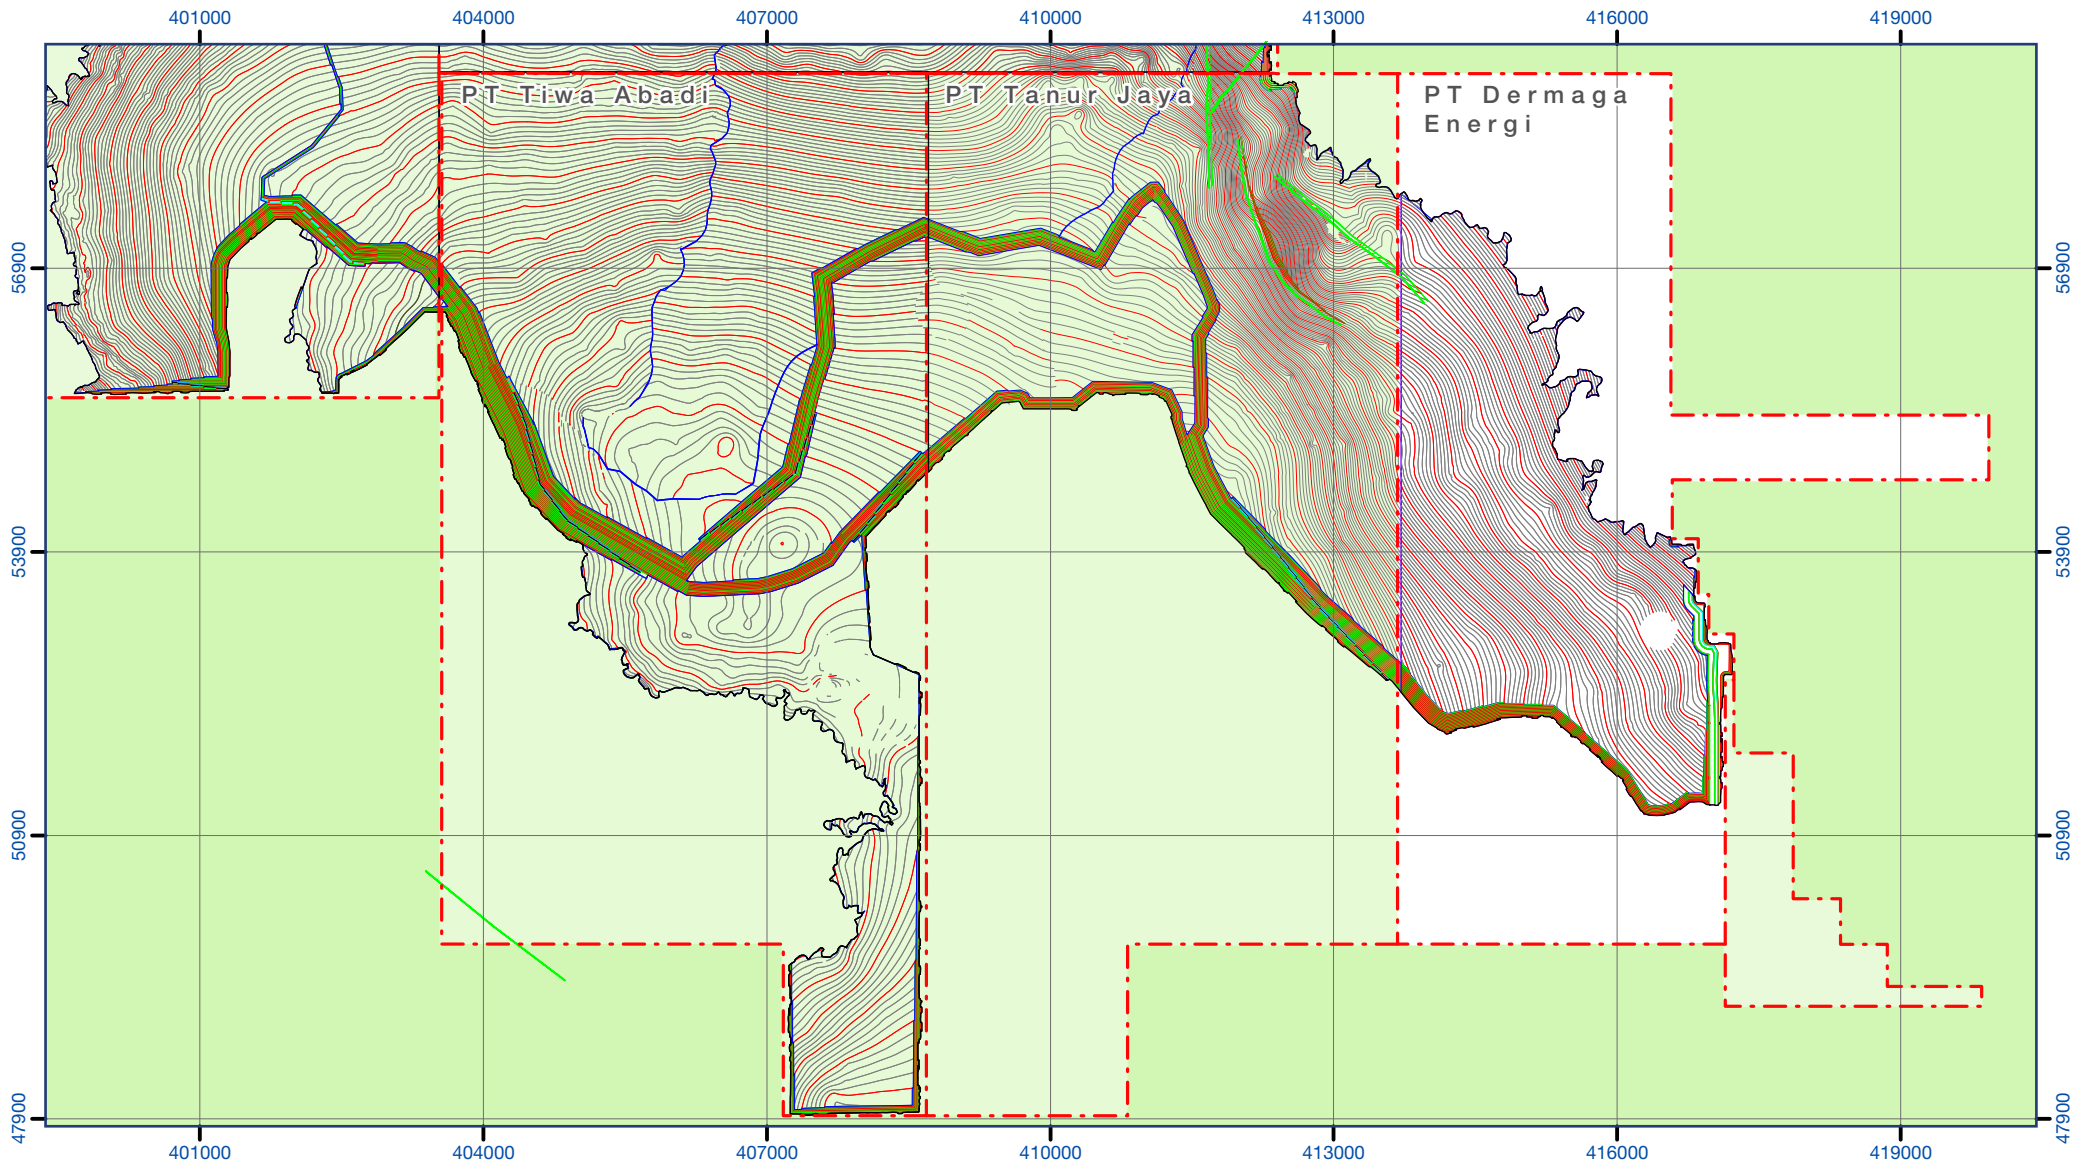 401000 404000 407000 410000 413000 416000 419000
PT Tiwa Abadi
PT Tanur Jaya
PT Dermaga
Energi
56900 56900
53900 53900
50900 50900
47900 47900
401000 404000 407000 410000 413000 416000 419000